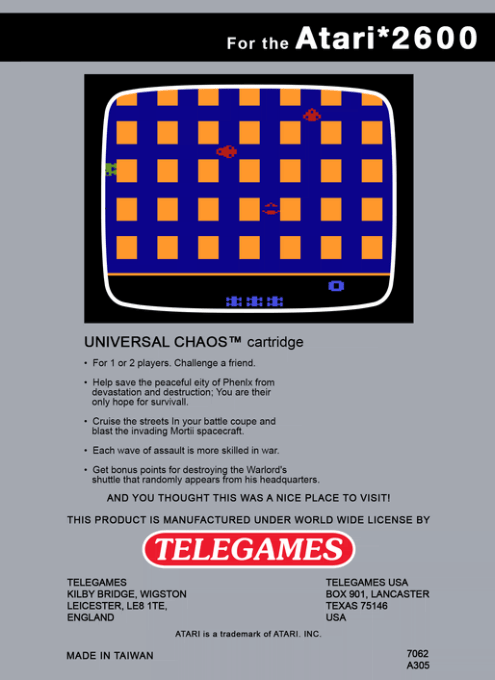 For the Atari*2600
UNIVERSAL CHAOS™ cartridge
• For 1 or 2 players. Challenge a friend.
• Help save the peaceful eity of Phenlx from
devastation and destruction; You are their
only hope for survivall.
• Cruise the streets In your battle coupe and
blast the invading Mortii spacecraft.
• Each wave of assault is more skilled in war.
• Get bonus points for destroying the Warlord's
shuttle that randomly appears from his headquarters.
AND YOU THOUGHT THIS WAS A NICE PLACE TO VISIT!
THIS PRODUCT IS MANUFACTURED UNDER WORLD WIDE LICENSE BY
TELEGAMES
TELEGAMES
KILBY BRIDGE, WIGSTON
LEICESTER, LE8 1TE,
ENGLAND
TELEGAMES USA
BOX 901, LANCASTER
TEXAS 75146
USA
ATARI is a trademark of ATARI. INC.
MADE IN TAIWAN
7062
A305